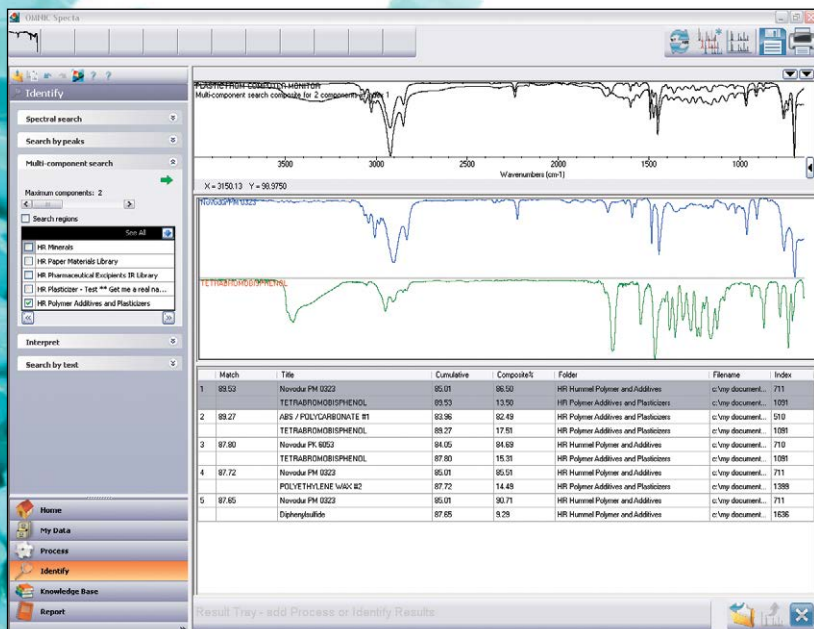 OMNIC Specta
Identify
Spectral search
Search by peaks
Multi-component search
Maximum components: 2
Search regions
See All
HR Minerals
HR Paper Materials Library
HR Pharmaceutical Excipients IR Library
HR Plasticizer - Test ** Get me a real na...
HR Polymer Additives and Plasticizers
Interpret
Search by text
Home
My Data
Process
Identify
Knowledge Base
Report
PLASTIC FROM COMPUTER MONITOR
Multi-component search composite for 2 components of index 1
3500 3000 2500 2000 1500 1000
Wavenumbers (cm-1)
X = 3150.13 Y = 98.9750
Novodur PM 0323
TETRABROMOBISPHENOL
Match Title Cumulative Composite% Folder Filename Index
1 89.53 Novodur PM 0323 85.01 86.50 HR Hummel Polymer and Additives c:\my document... 711
TETRABROMOBISPHENOL 89.53 13.50 HR Polymer Additives and Plasticizers c:\my document... 1091
2 89.27 ABS / POLYCARBONATE #1 83.96 82.49 HR Polymer Additives and Plasticizers c:\my document... 510
TETRABROMOBISPHENOL 89.27 17.51 HR Polymer Additives and Plasticizers c:\my document... 1091
3 87.80 Novodur PK 6053 84.05 84.69 HR Hummel Polymer and Additives c:\my document... 710
TETRABROMOBISPHENOL 87.80 15.31 HR Polymer Additives and Plasticizers c:\my document... 1091
4 87.72 Novodur PM 0323 85.01 85.51 HR Hummel Polymer and Additives c:\my document... 711
POLYETHYLENE WAX #2 87.72 14.49 HR Polymer Additives and Plasticizers c:\my document... 1399
5 87.65 Novodur PM 0323 85.01 90.71 HR Hummel Polymer and Additives c:\my document... 711
Diphenylsulfide 87.65 9.29 HR Hummel Polymer and Additives c:\my document... 1636
Result Tray - add Process or Identify Results